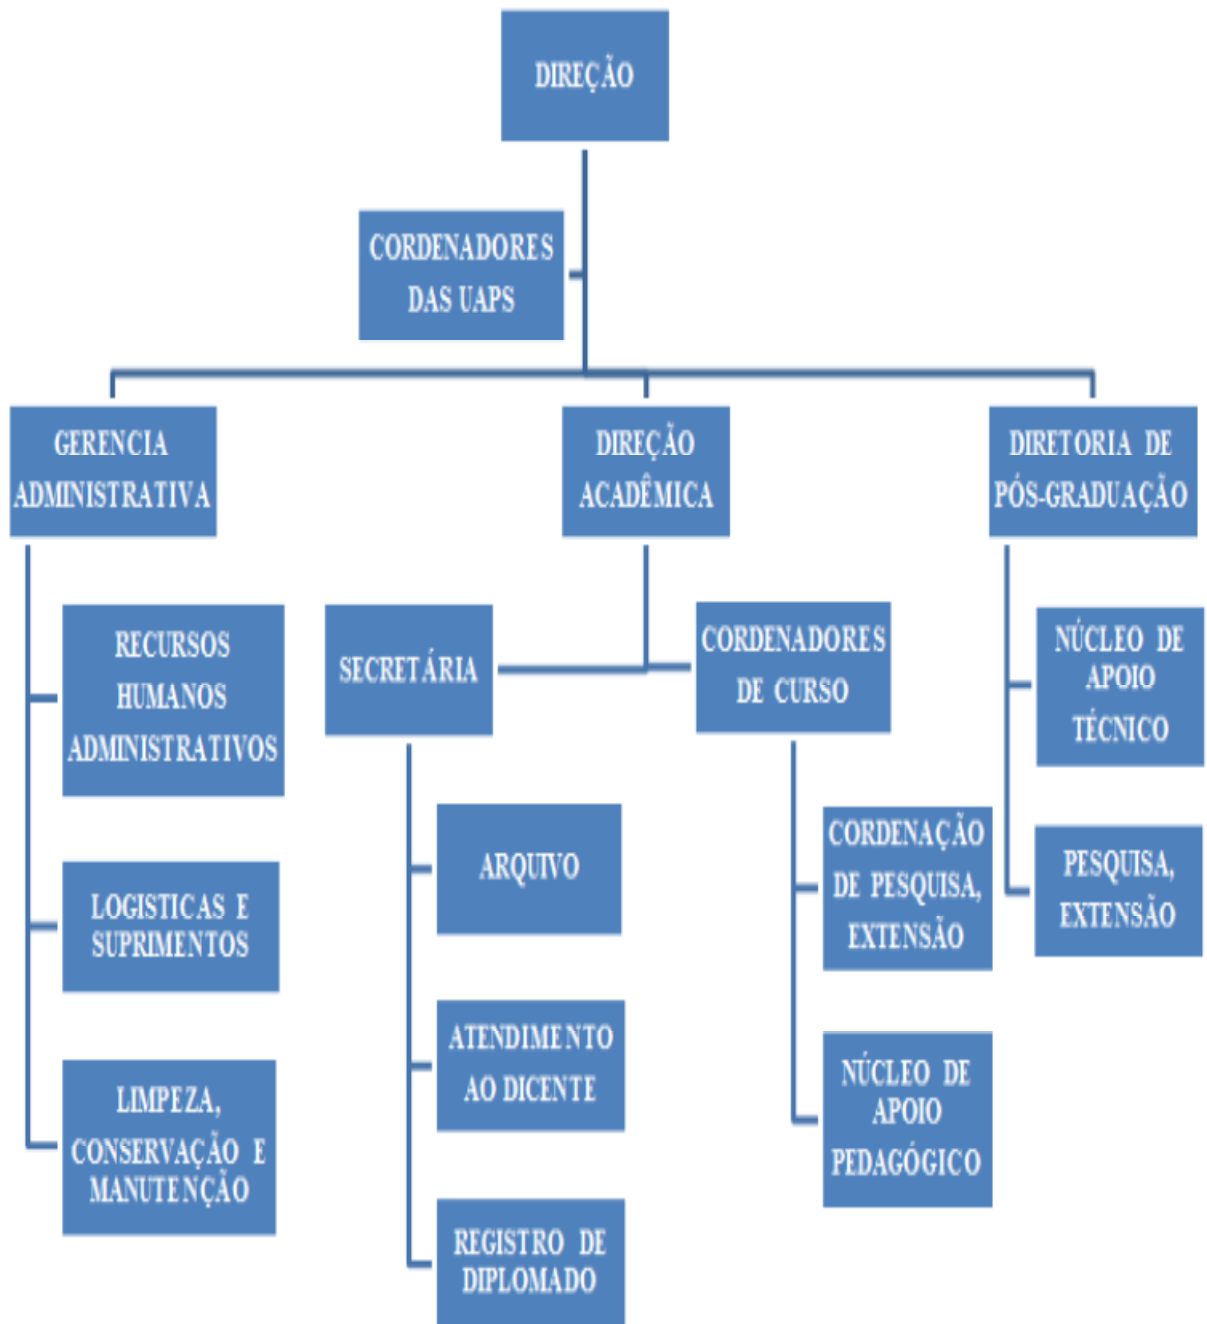 DIREÇÃO
CORDENADORES
DAS UAPS
GERENCIA
ADMINISTRATIVA
DIREÇÃO
ACADÊMICA
DIRETORIA DE
PÓS-GRADUAÇÃO
RECURSOS
HUMANOS
ADMINISTRATIVOS
LOGISTICAS E
SUPRIMENTOS
LIMPEZA,
CONSERVAÇÃO E
MANUTENÇÃO
SECRETÁRIA
ARQUIVO
ATENDIMENTO
AO DICENTE
REGISTRO DE
DIPLOMADO
CORDENADORES
DE CURSO
CORDENAÇÃO
DE PESQUISA,
EXTENSÃO
NÚCLEO DE
APOIO
PEDAGÓGICO
NÚCLEO DE
APOIO
TÉCNICO
PESQUISA,
EXTENSÃO